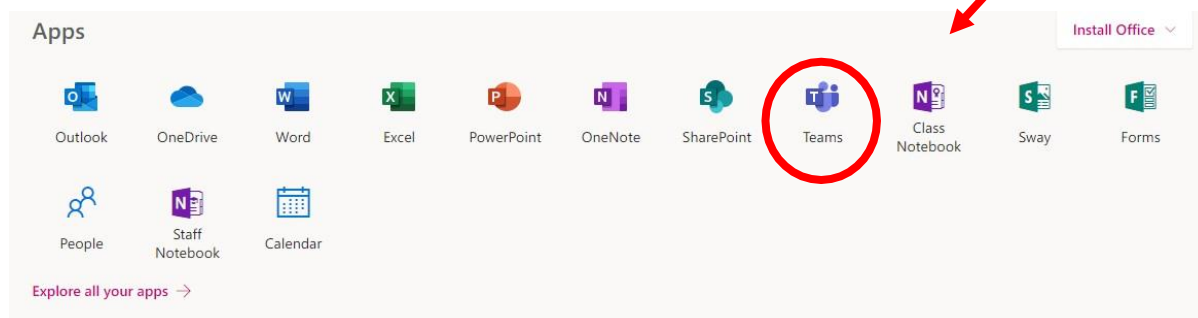 Apps
Install Office
Outlook OneDrive Word Excel PowerPoint OneNote SharePoint Teams Class Notebook Sway Forms
People Staff Notebook Calendar
Explore all your apps →